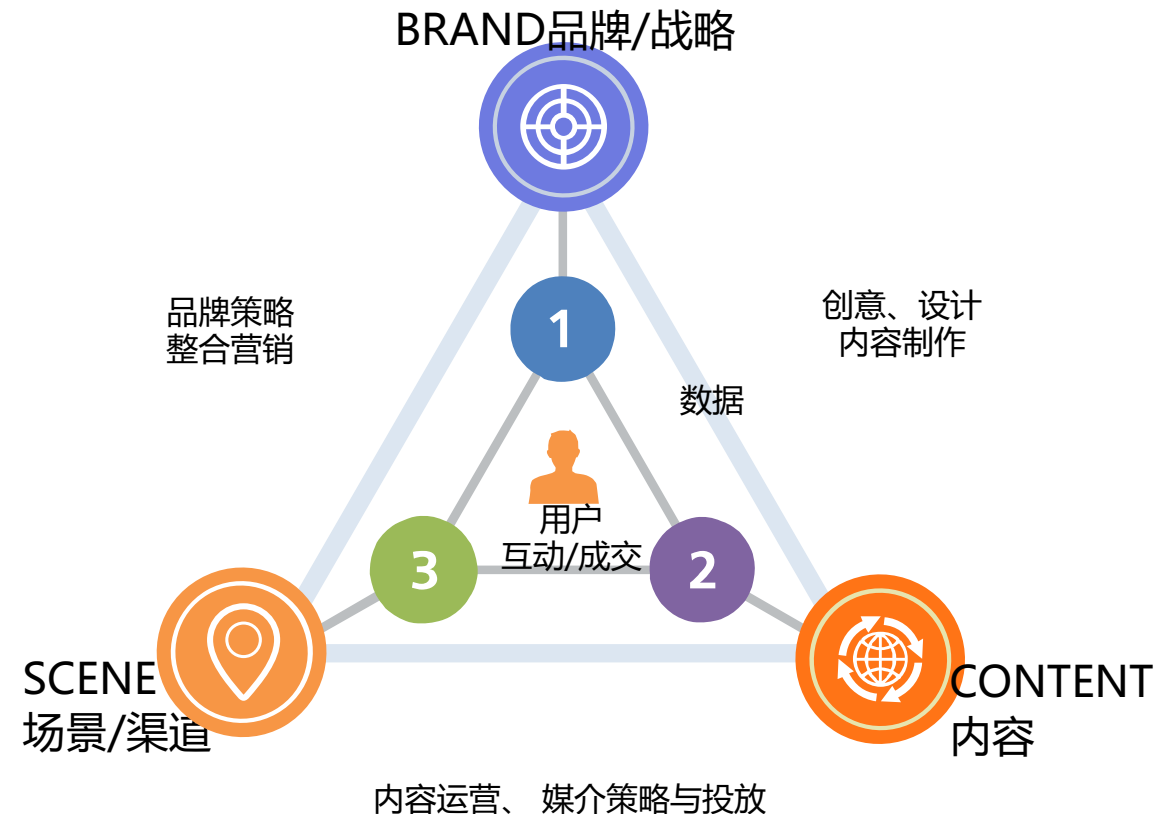 BRAND品牌/战略
品牌策略
整合营销
创意、设计
内容制作
1
数据
用户
互动/成交
3
2
SCENE
场景/渠道
CONTENT
内容
内容运营、 媒介策略与投放